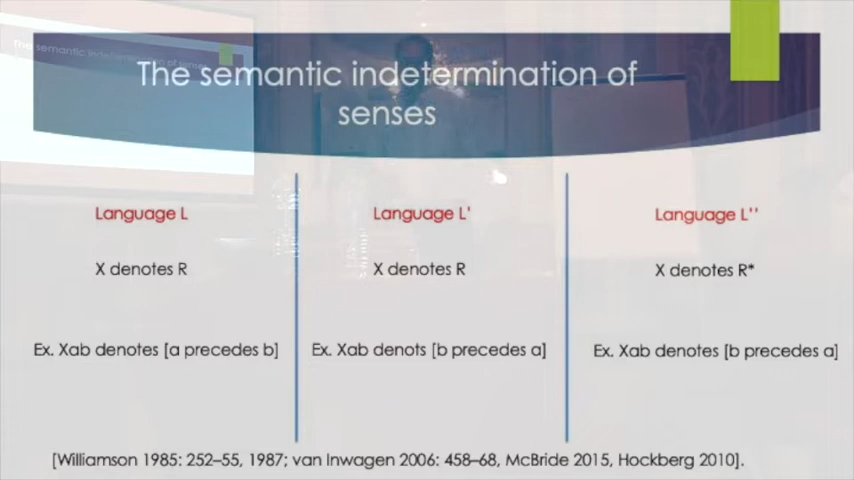 The semantic indetermination of
senses
Language L
X denotes R
Ex. Xab denotes [a precedes b]
Language L'
X denotes R
Ex. Xab denots [b precedes a]
Language L''
X denotes R*
Ex. Xab denotes [b precedes a]
[Williamson 1985: 252–55, 1987; van Inwagen 2006: 458–68, McBride 2015, Hockberg 2010].